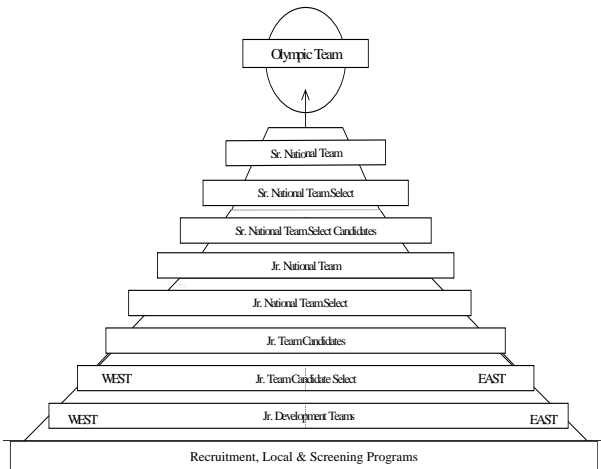 Olympic Team
Sr. National Team
Sr. National Team Select
Sr. National Team Select Candidates
Jr. National Team
Jr. National Team Select
Jr. Team Candidates
WEST Jr. Team Candidate Select EAST
WEST Jr. Development Teams EAST
Recruitment, Local & Screening Programs